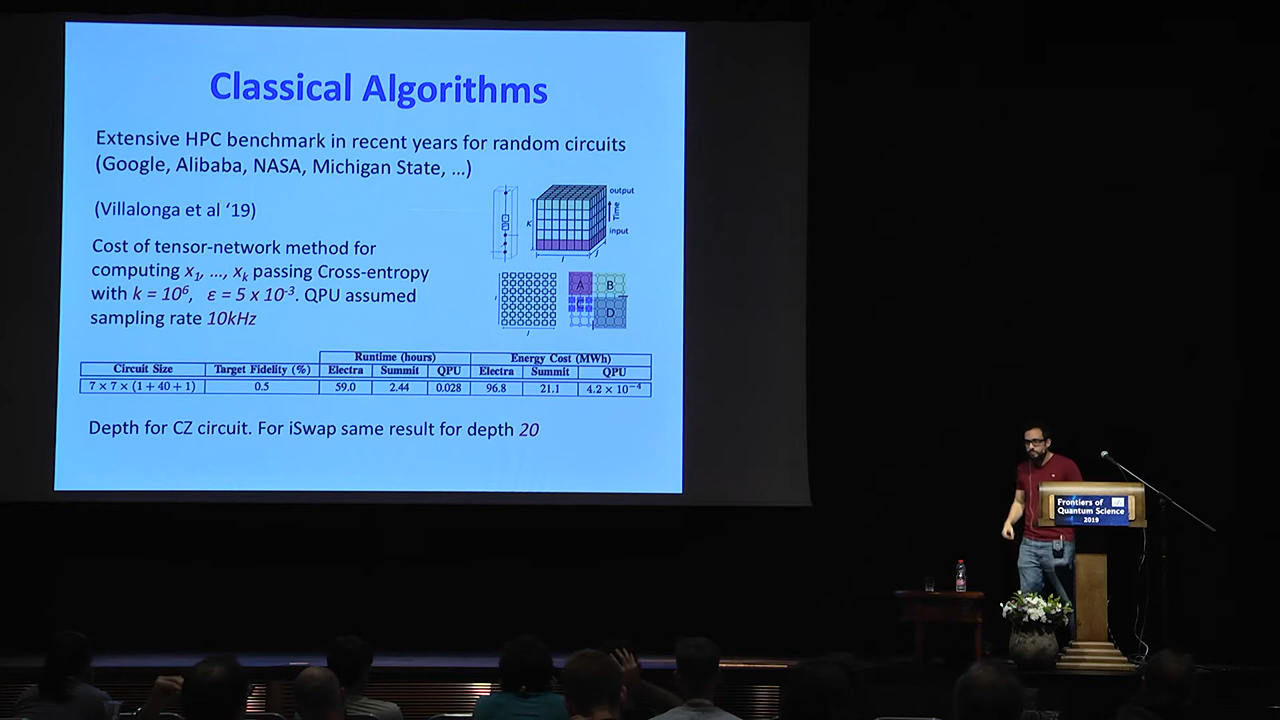 Classical Algorithms
Extensive HPC benchmark in recent years for random circuits
(Google, Alibaba, NASA, Michigan State, …)
(Villalonga et al ‘19)
Cost of tensor-network method for
computing x1, …, xk passing Cross-entropy
with k = 10⁶, ε = 5 x 10⁻³. QPU assumed
sampling rate 10kHz
output
Time
input
K
I
J
I
J
A B
C D
Runtime (hours) Energy Cost (MWh)
Circuit Size Target Fidelity (%) Electra Summit QPU Electra Summit QPU
7 × 7 × (1 + 40 + 1) 0.5 59.0 2.44 0.028 96.8 21.1 4.2 × 10⁻⁴
Depth for CZ circuit. For iSwap same result for depth 20
Frontiers of
Quantum Science
2019